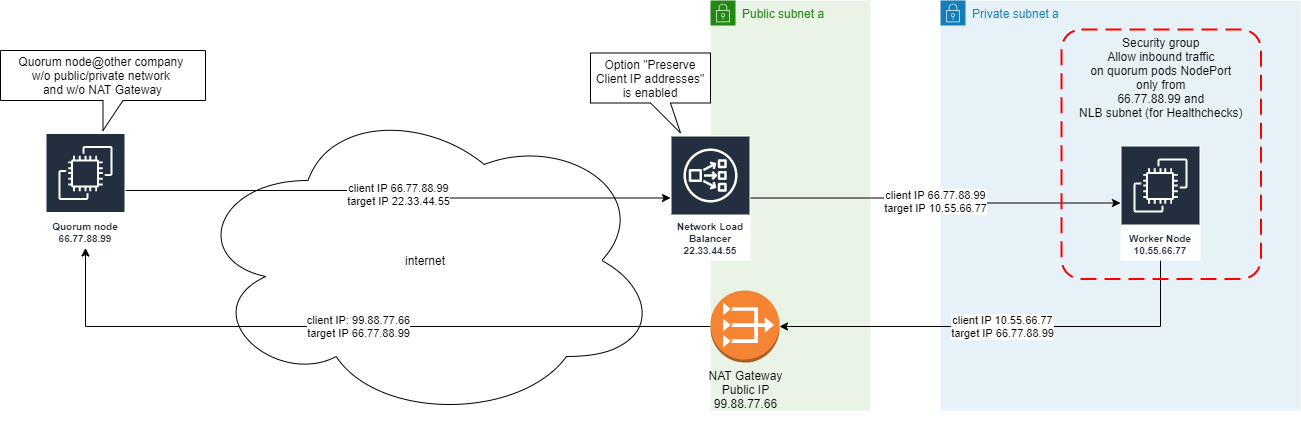 Public subnet a
Private subnet a
Quorum node@other company
w/o public/private network
and w/o NAT Gateway
Option "Preserve
Client IP addresses"
is enabled
Security group
Allow inbound traffic
on quorum pods NodePort
only from
66.77.88.99 and
NLB subnet (for Healthchecks)
client IP 66.77.88.99
target IP 22.33.44.55
client IP 66.77.88.99
target IP 10.55.66.77
Quorum node
66.77.88.99
Network Load
Balancer
22.33.44.55
Worker Node
10.55.66.77
internet
client IP: 99.88.77.66
target IP 66.77.88.99
client IP 10.55.66.77
target IP 66.77.88.99
NAT Gateway
Public IP
99.88.77.66